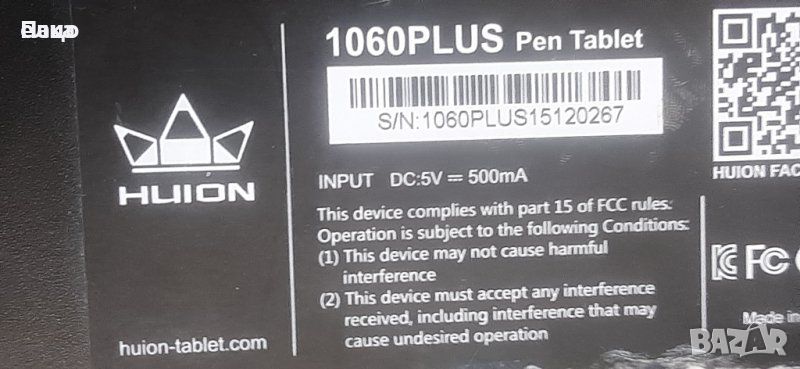 1060PLUS Pen Tablet
S/N:1060PLUS15120267
HUION
INPUT DC:5V ⎓ 500mA
This device complies with part 15 of FCC rules:
Operation is subject to the following Conditions:
(1) This device may not cause harmful
interference
(2) This device must accept any interference
received, including interference that may
cause undesired operation
huion-tablet.com
HUION FAC
FC
Made in
BAZAR